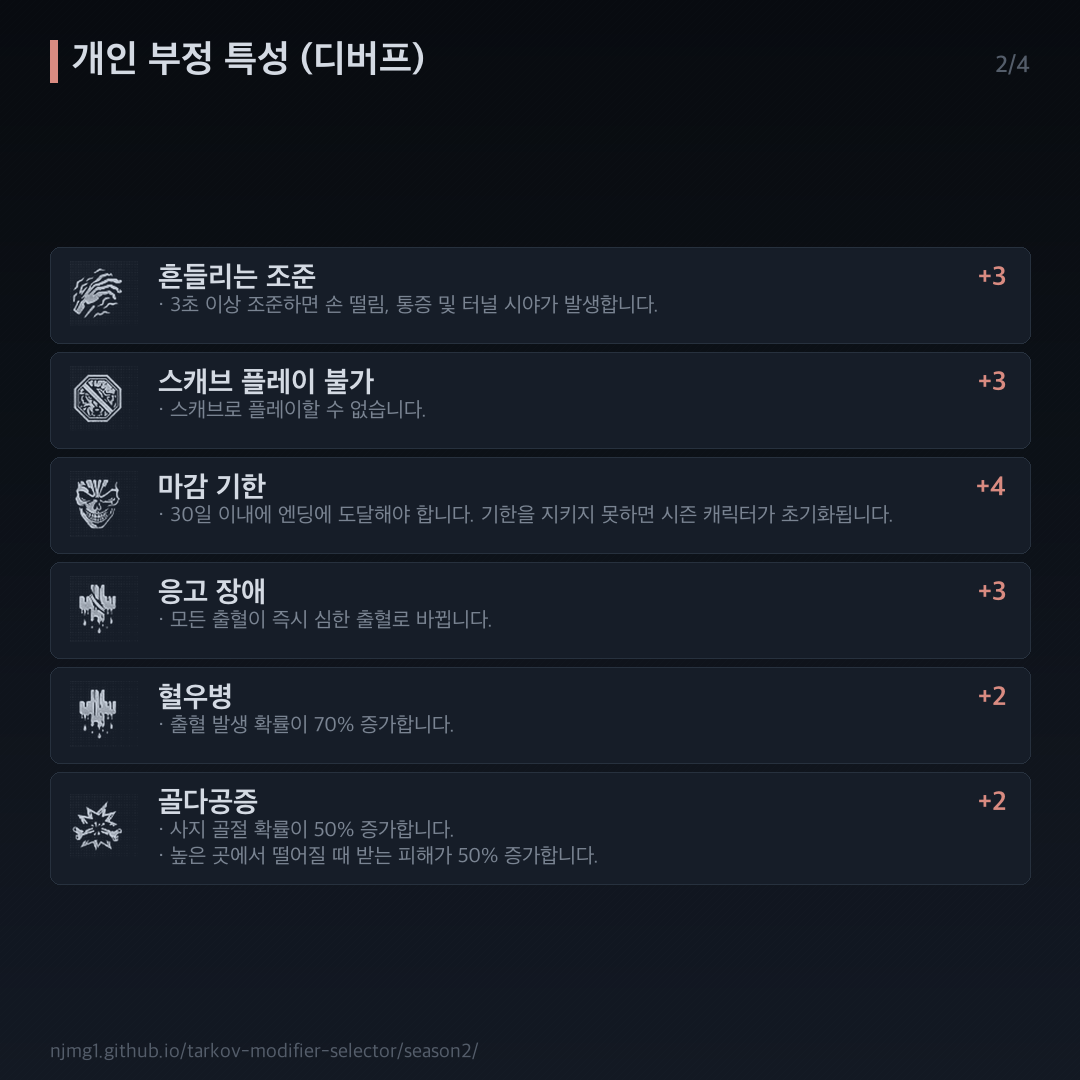 개인 부정 특성 (디버프)
2/4
흔들리는 조준
+3
· 3초 이상 조준하면 손 떨림, 통증 및 터널 시야가 발생합니다.
스캐브 플레이 불가
+3
· 스캐브로 플레이할 수 없습니다.
마감 기한
+4
· 30일 이내에 엔딩에 도달해야 합니다. 기한을 지키지 못하면 시즌 캐릭터가 초기화됩니다.
응고 장애
+3
· 모든 출혈이 즉시 심한 출혈로 바뀝니다.
혈우병
+2
· 출혈 발생 확률이 70% 증가합니다.
골다공증
+2
· 사지 골절 확률이 50% 증가합니다.
· 높은 곳에서 떨어질 때 받는 피해가 50% 증가합니다.
njmg1.github.io/tarkov-modifier-selector/season2/